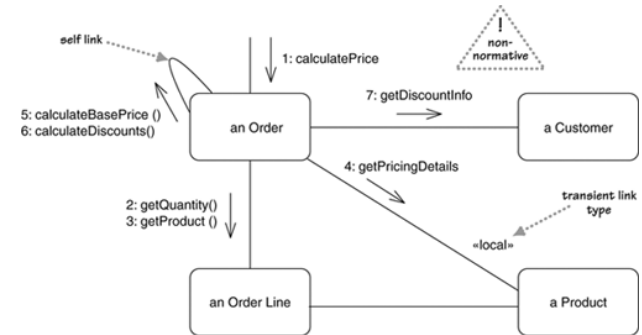 self link
1: calculatePrice
!
non-
normative
5: calculateBasePrice ()
6: calculateDiscounts()
an Order
7: getDiscountInfo
a Customer
4: getPricingDetails
2: getQuantity()
3: getProduct ()
transient link
type
«local»
an Order Line
a Product